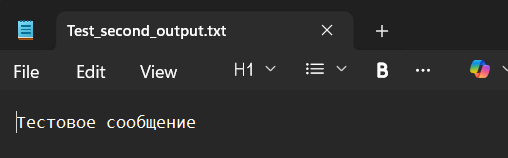 Test_second_output.txt
File Edit View H1 B ...
Тестовое сообщение